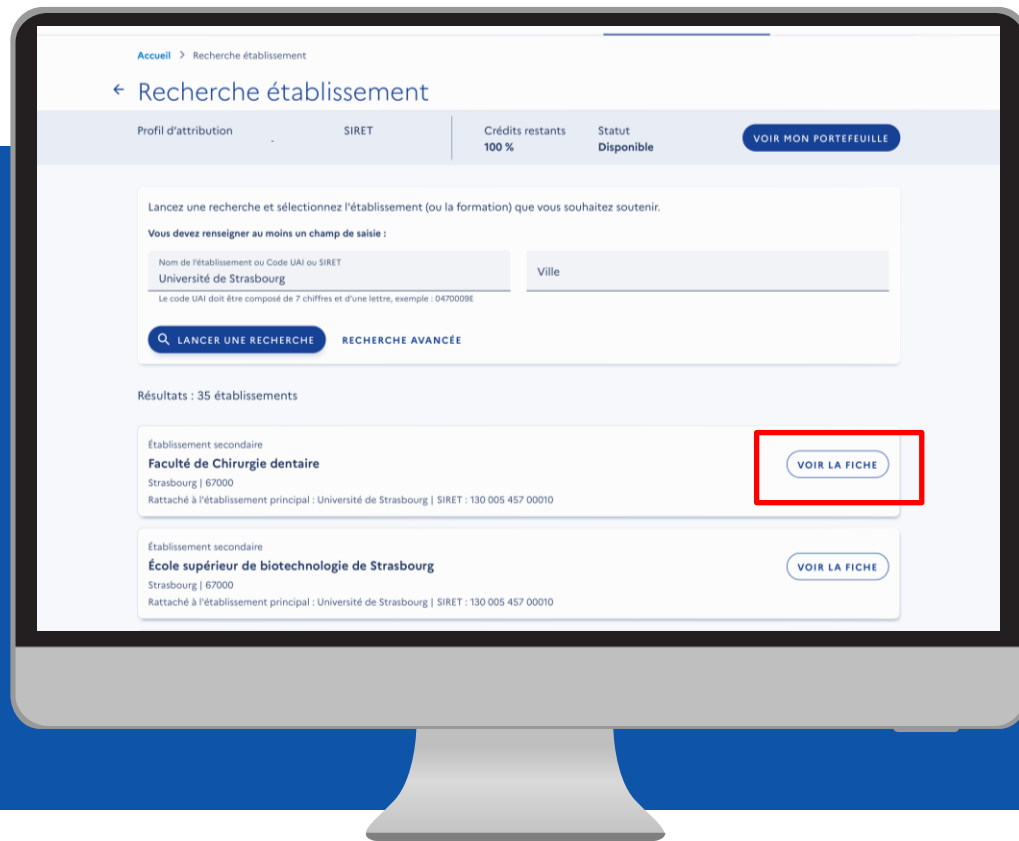 Accueil > Recherche établissement
← Recherche établissement
Profil d'attribution SIRET Crédits restants Statut
- 100 % Disponible
VOIR MON PORTEFEUILLE
Lancez une recherche et sélectionnez l'établissement (ou la formation) que vous souhaitez soutenir.
Vous devez renseigner au moins un champ de saisie :
Nom de l'établissement ou Code UAI ou SIRET
Université de Strasbourg
Ville
Le code UAI doit être composé de 7 chiffres et d'une lettre, exemple : 0470009E
LANCER UNE RECHERCHE RECHERCHE AVANCÉE
Résultats : 35 établissements
Établissement secondaire
Faculté de Chirurgie dentaire
Strasbourg | 67000
Rattaché à l'établissement principal : Université de Strasbourg | SIRET : 130 005 457 00010
VOIR LA FICHE
Établissement secondaire
École supérieur de biotechnologie de Strasbourg
Strasbourg | 67000
Rattaché à l'établissement principal : Université de Strasbourg | SIRET : 130 005 457 00010
VOIR LA FICHE